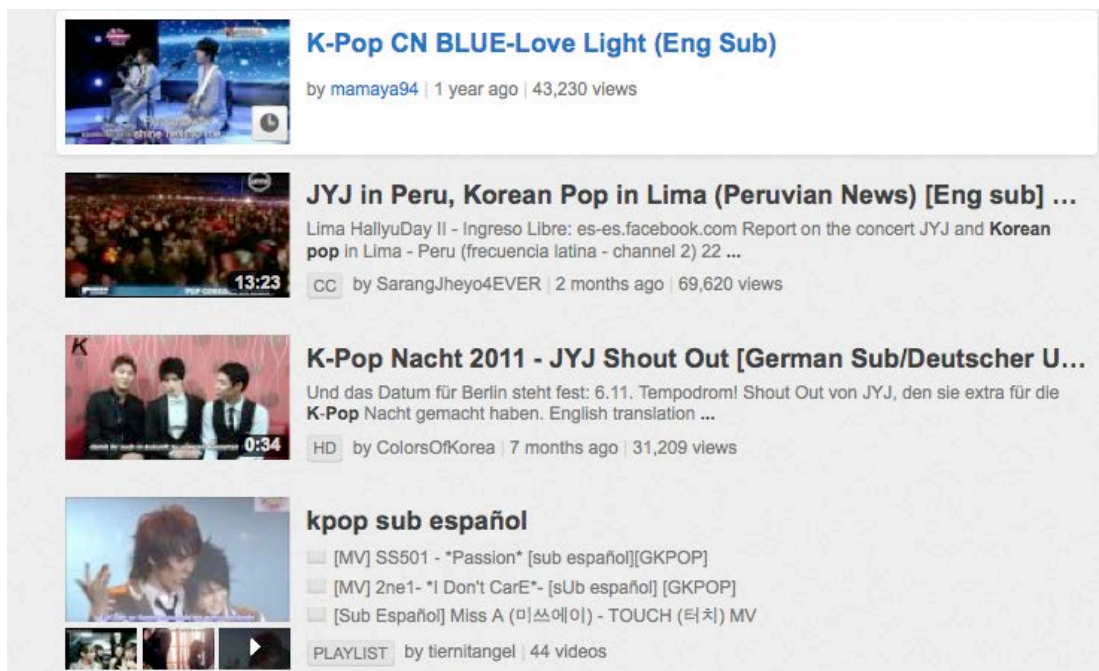 K-Pop CN BLUE-Love Light (Eng Sub)
by mamaya94 | 1 year ago | 43,230 views
shine
JYJ in Peru, Korean Pop in Lima (Peruvian News) [Eng sub] ...
Lima HallyuDay II - Ingreso Libre: es-es.facebook.com Report on the concert JYJ and Korean
pop in Lima - Peru (frecuencia latina - channel 2) 22 ...
13:23
CC by SarangJheyo4EVER | 2 months ago | 69,620 views
K
K-Pop Nacht 2011 - JYJ Shout Out [German Sub/Deutscher U...
Und das Datum für Berlin steht fest: 6.11. Tempodrom! Shout Out von JYJ, den sie extra für die
K-Pop Nacht gemacht haben. English translation ...
0:34
HD by ColorsOfKorea | 7 months ago | 31,209 views
kpop sub español
[MV] SS501 - *Passion* [sub español][GKPOP]
[MV] 2ne1- *I Don't CarE*- [sUb español] [GKPOP]
[Sub Español] Miss A (미쓰에이) - TOUCH (터치) MV
PLAYLIST by tiernitangel | 44 videos